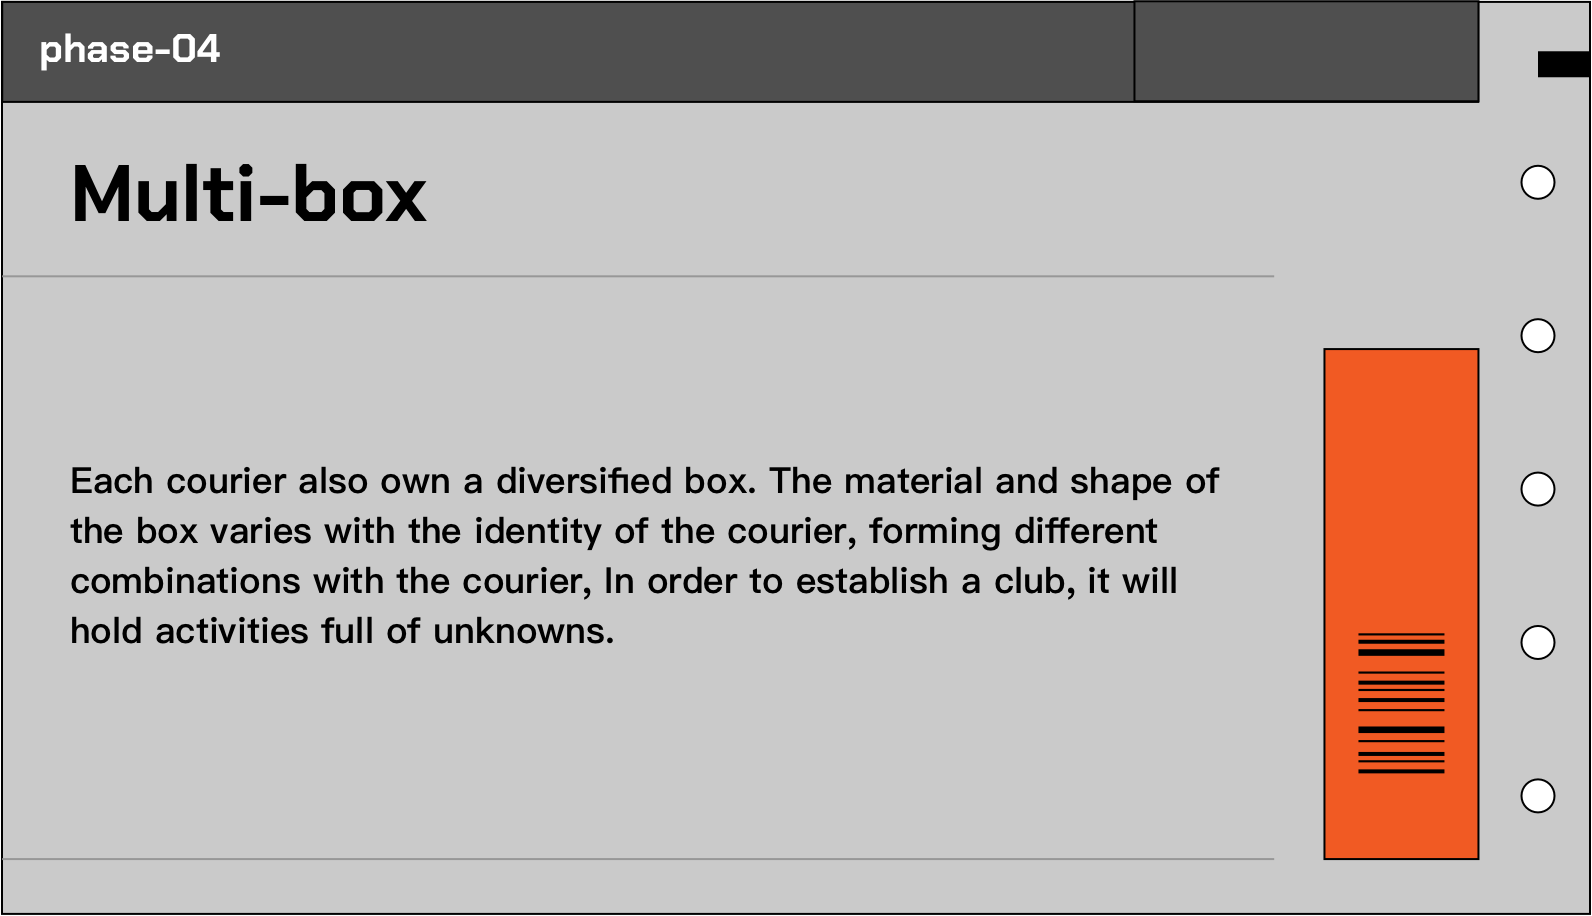 phase-04
Multi-box
Each courier also own a diversified box. The material and shape of
the box varies with the identity of the courier, forming different
combinations with the courier, In order to establish a club, it will
hold activities full of unknowns.